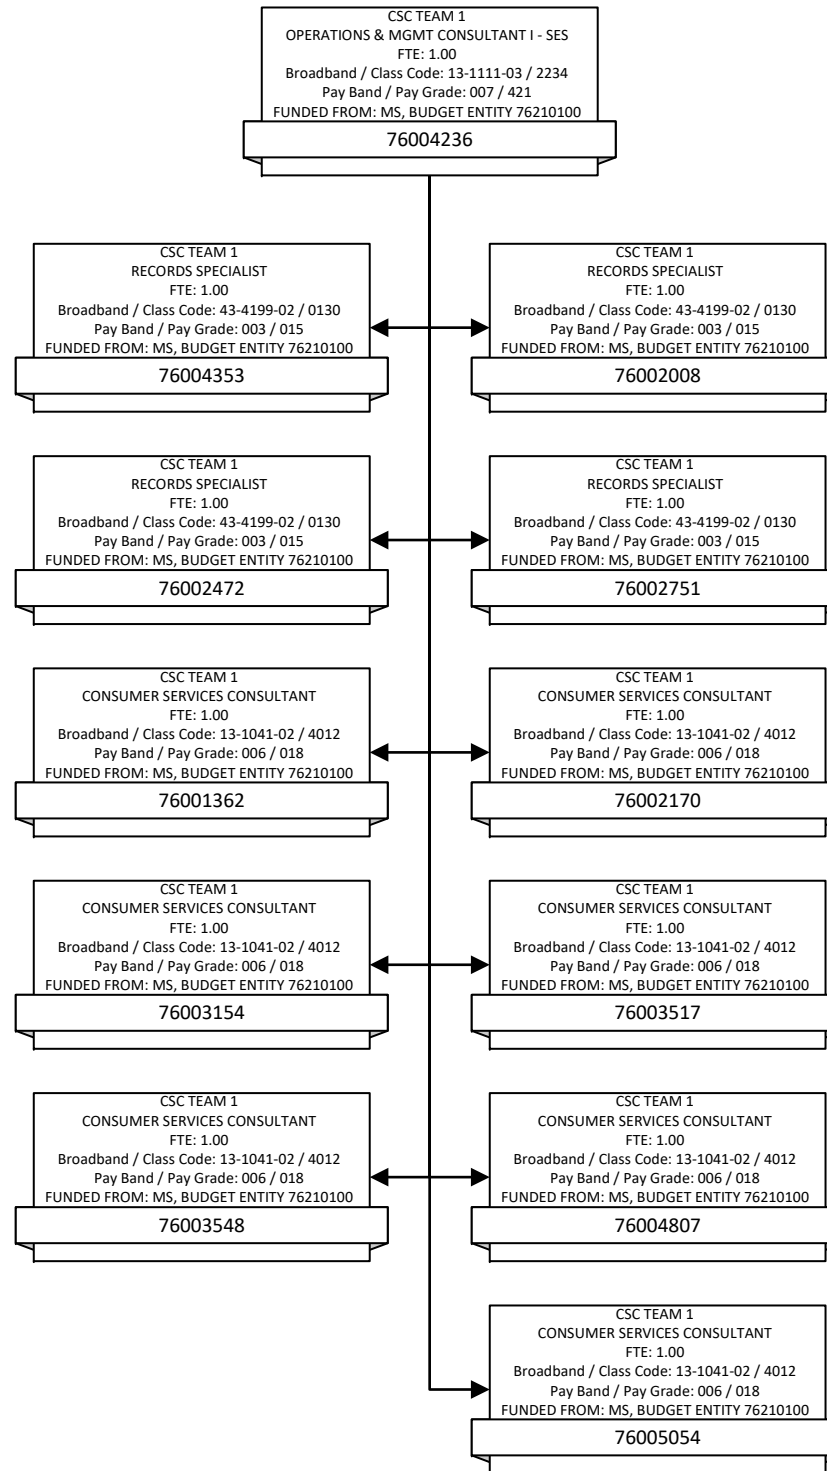 CSC TEAM 1
OPERATIONS & MGMT CONSULTANT I - SES
FTE: 1.00
Broadband / Class Code: 13-1111-03 / 2234
Pay Band / Pay Grade: 007 / 421
FUNDED FROM: MS, BUDGET ENTITY 76210100
76004236
CSC TEAM 1
RECORDS SPECIALIST
FTE: 1.00
Broadband / Class Code: 43-4199-02 / 0130
Pay Band / Pay Grade: 003 / 015
FUNDED FROM: MS, BUDGET ENTITY 76210100
76004353
CSC TEAM 1
RECORDS SPECIALIST
FTE: 1.00
Broadband / Class Code: 43-4199-02 / 0130
Pay Band / Pay Grade: 003 / 015
FUNDED FROM: MS, BUDGET ENTITY 76210100
76002008
CSC TEAM 1
RECORDS SPECIALIST
FTE: 1.00
Broadband / Class Code: 43-4199-02 / 0130
Pay Band / Pay Grade: 003 / 015
FUNDED FROM: MS, BUDGET ENTITY 76210100
76002472
CSC TEAM 1
RECORDS SPECIALIST
FTE: 1.00
Broadband / Class Code: 43-4199-02 / 0130
Pay Band / Pay Grade: 003 / 015
FUNDED FROM: MS, BUDGET ENTITY 76210100
76002751
CSC TEAM 1
CONSUMER SERVICES CONSULTANT
FTE: 1.00
Broadband / Class Code: 13-1041-02 / 4012
Pay Band / Pay Grade: 006 / 018
FUNDED FROM: MS, BUDGET ENTITY 76210100
76001362
CSC TEAM 1
CONSUMER SERVICES CONSULTANT
FTE: 1.00
Broadband / Class Code: 13-1041-02 / 4012
Pay Band / Pay Grade: 006 / 018
FUNDED FROM: MS, BUDGET ENTITY 76210100
76002170
CSC TEAM 1
CONSUMER SERVICES CONSULTANT
FTE: 1.00
Broadband / Class Code: 13-1041-02 / 4012
Pay Band / Pay Grade: 006 / 018
FUNDED FROM: MS, BUDGET ENTITY 76210100
76003154
CSC TEAM 1
CONSUMER SERVICES CONSULTANT
FTE: 1.00
Broadband / Class Code: 13-1041-02 / 4012
Pay Band / Pay Grade: 006 / 018
FUNDED FROM: MS, BUDGET ENTITY 76210100
76003517
CSC TEAM 1
CONSUMER SERVICES CONSULTANT
FTE: 1.00
Broadband / Class Code: 13-1041-02 / 4012
Pay Band / Pay Grade: 006 / 018
FUNDED FROM: MS, BUDGET ENTITY 76210100
76003548
CSC TEAM 1
CONSUMER SERVICES CONSULTANT
FTE: 1.00
Broadband / Class Code: 13-1041-02 / 4012
Pay Band / Pay Grade: 006 / 018
FUNDED FROM: MS, BUDGET ENTITY 76210100
76004807
CSC TEAM 1
CONSUMER SERVICES CONSULTANT
FTE: 1.00
Broadband / Class Code: 13-1041-02 / 4012
Pay Band / Pay Grade: 006 / 018
FUNDED FROM: MS, BUDGET ENTITY 76210100
76005054